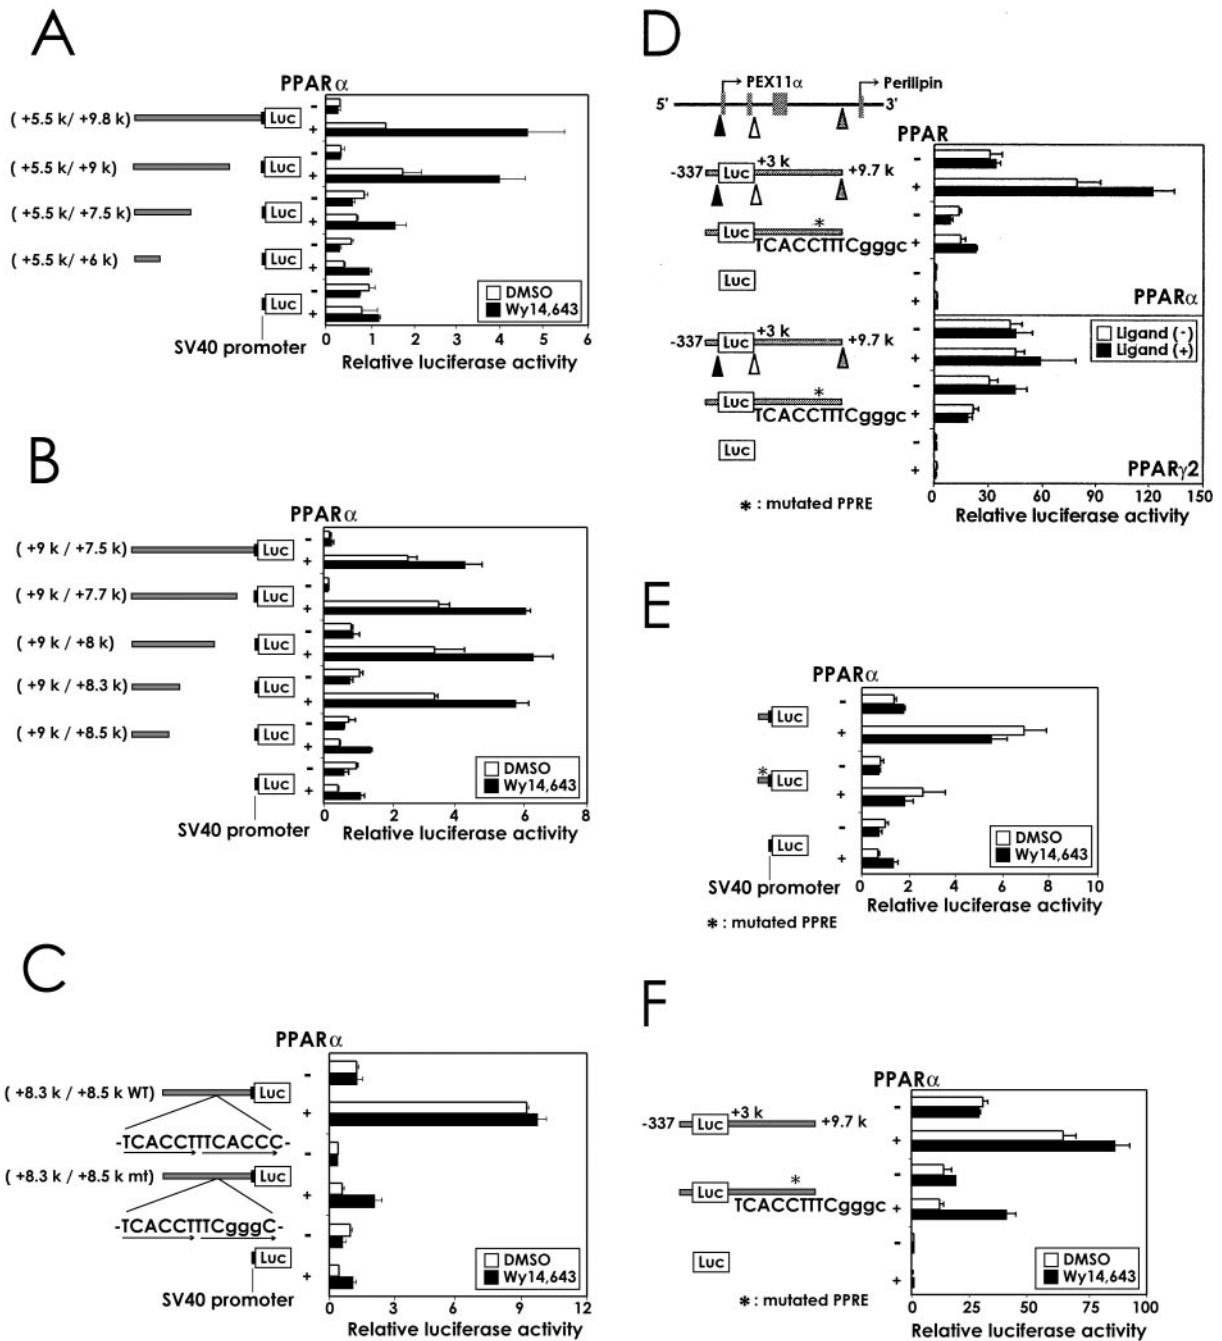 A
PPARα
( +5.5 k/ +9.8 k)
Luc
-
+
( +5.5 k/ +9 k)
Luc
-
+
( +5.5 k/ +7.5 k)
Luc
-
+
( +5.5 k/ +6 k)
Luc
-
+
Luc
-
+
SV40 promoter
DMSO
Wy14,643
0 1 2 3 4 5 6
Relative luciferase activity
B
PPARα
( +9 k / +7.5 k)
Luc
-
+
( +9 k / +7.7 k)
Luc
-
+
( +9 k / +8 k)
Luc
-
+
( +9 k / +8.3 k)
Luc
-
+
( +9 k / +8.5 k)
Luc
-
+
Luc
-
+
SV40 promoter
DMSO
Wy14,643
0 2 4 6 8
Relative luciferase activity
C
PPARα
( +8.3 k / +8.5 k WT)
Luc
-
+
-TCACCTTTCACCC-
( +8.3 k / +8.5 k mt)
Luc
-
+
-TCACCTTTCgggC-
Luc
-
+
SV40 promoter
DMSO
Wy14,643
0 3 6 9 12
Relative luciferase activity
D
PEX11α
Perilipin
5'
3'
PPAR
-337
Luc
+3 k
+9.7 k
-
+
*
Luc
TCACCTTTCgggc
-
+
Luc
-
+
PPARα
-337
Luc
+3 k
+9.7 k
-
+
Ligand (-)
Ligand (+)
*
Luc
TCACCTTTCgggc
-
+
Luc
-
+
PPARγ2
0 30 60 90 120 150
* : mutated PPRE
Relative luciferase activity
E
PPARα
Luc
-
+
*
Luc
-
+
Luc
-
+
SV40 promoter
DMSO
Wy14,643
0 2 4 6 8 10
Relative luciferase activity
* : mutated PPRE
F
PPARα
-337
Luc
+3 k
+9.7 k
-
+
*
Luc
TCACCTTTCgggc
-
+
Luc
-
+
DMSO
Wy14,643
0 25 50 75 100
* : mutated PPRE
Relative luciferase activity